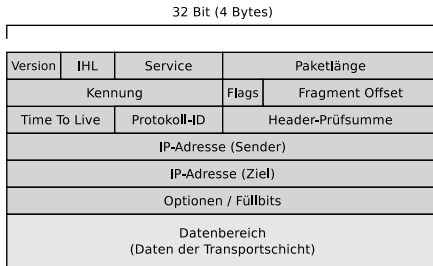 32 Bit (4 Bytes)
Version IHL Service Paketlänge
Kennung Flags Fragment Offset
Time To Live Protokoll-ID Header-Prüfsumme
IP-Adresse (Sender)
IP-Adresse (Ziel)
Optionen / Füllbits
Datenbereich
(Daten der Transportschicht)